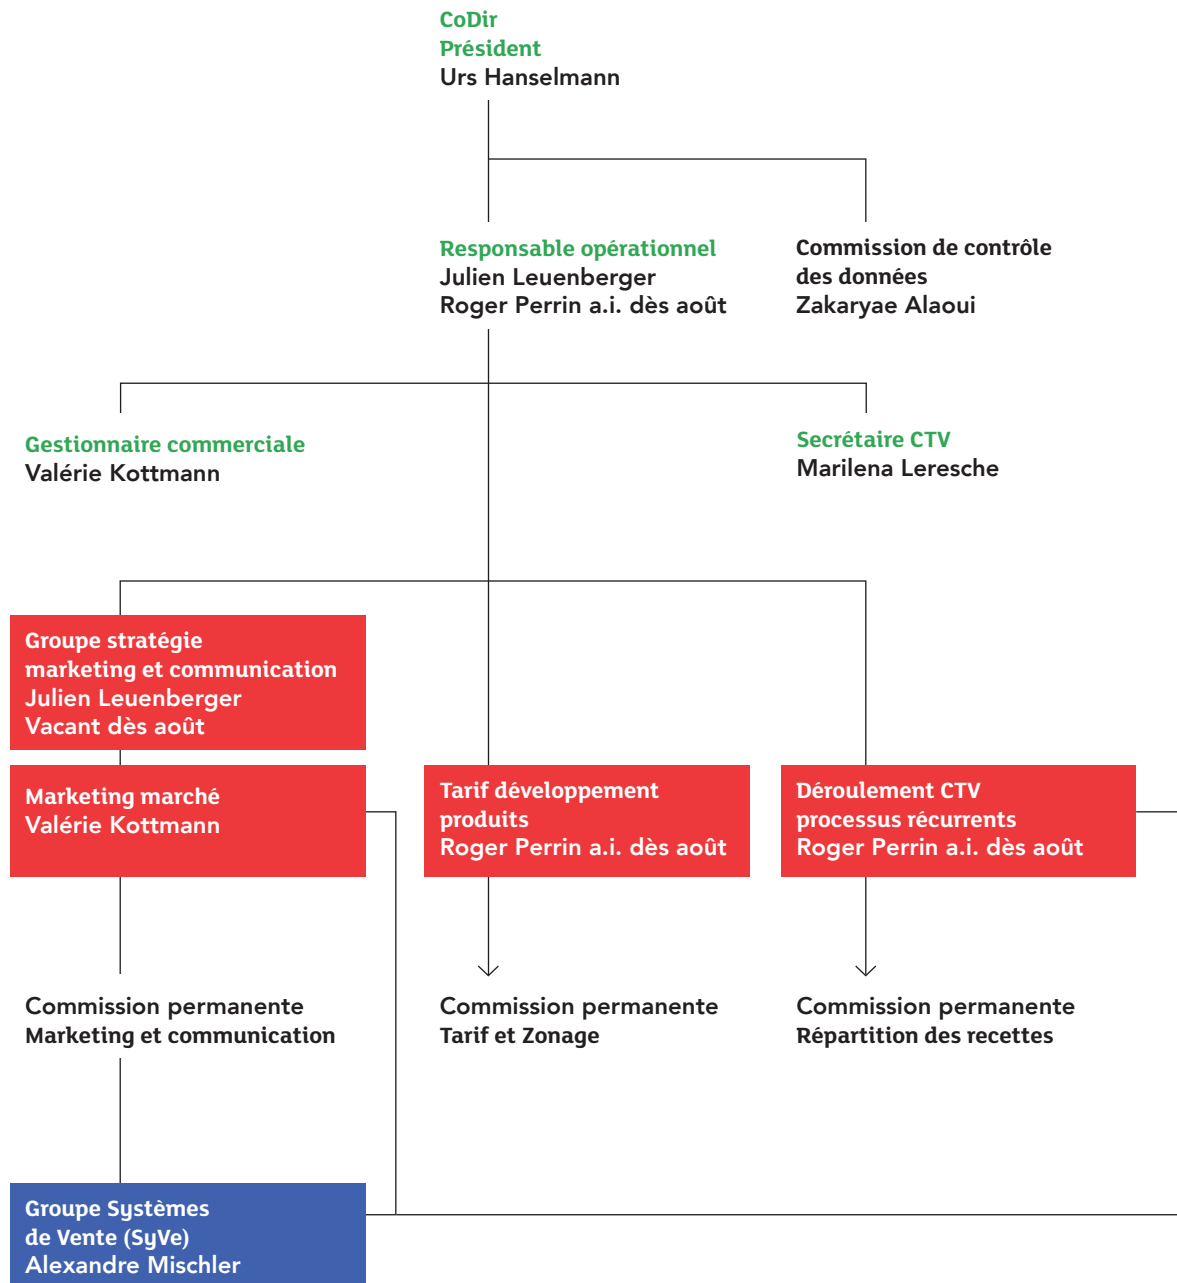 CoDir
Président
Urs Hanselmann
Responsable opérationnel
Julien Leuenberger
Roger Perrin a.i. dès août
Commission de contrôle
des données
Zakaryae Alaoui
Gestionnaire commerciale
Valérie Kottmann
Secrétaire CTV
Marilena Leresche
Groupe stratégie
marketing et communication
Julien Leuenberger
Vacant dès août
Marketing marché
Valérie Kottmann
Tarif développement
produits
Roger Perrin a.i. dès août
Déroulement CTV
processus récurrents
Roger Perrin a.i. dès août
Commission permanente
Marketing et communication
Commission permanente
Tarif et Zonage
Commission permanente
Répartition des recettes
Groupe Systèmes
de Vente (SyVe)
Alexandre Mischler